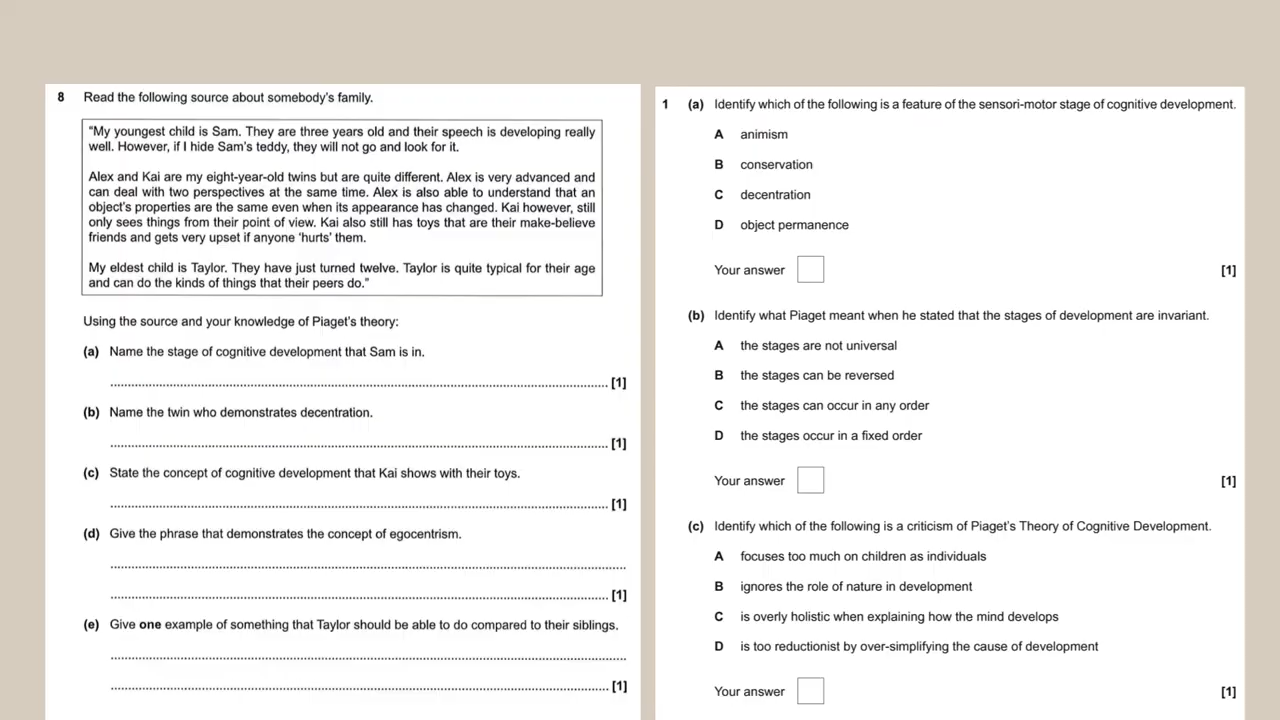 8 Read the following source about somebody's family.
"My youngest child is Sam. They are three years old and their speech is developing really
well. However, if I hide Sam's teddy, they will not go and look for it.
Alex and Kai are my eight-year-old twins but are quite different. Alex is very advanced and
can deal with two perspectives at the same time. Alex is also able to understand that an
object's properties are the same even when its appearance has changed. Kai however, still
only sees things from their point of view. Kai also still has toys that are their make-believe
friends and gets very upset if anyone 'hurts' them.
My eldest child is Taylor. They have just turned twelve. Taylor is quite typical for their age
and can do the kinds of things that their peers do."
Using the source and your knowledge of Piaget's theory:
(a) Name the stage of cognitive development that Sam is in.
[1]
(b) Name the twin who demonstrates decentration.
[1]
(c) State the concept of cognitive development that Kai shows with their toys.
[1]
(d) Give the phrase that demonstrates the concept of egocentrism.
[1]
(e) Give one example of something that Taylor should be able to do compared to their siblings.
[1]
1 (a) Identify which of the following is a feature of the sensori-motor stage of cognitive development.
A animism
B conservation
C decentration
D object permanence
Your answer [1]
(b) Identify what Piaget meant when he stated that the stages of development are invariant.
A the stages are not universal
B the stages can be reversed
C the stages can occur in any order
D the stages occur in a fixed order
Your answer [1]
(c) Identify which of the following is a criticism of Piaget's Theory of Cognitive Development.
A focuses too much on children as individuals
B ignores the role of nature in development
C is overly holistic when explaining how the mind develops
D is too reductionist by over-simplifying the cause of development
Your answer [1]